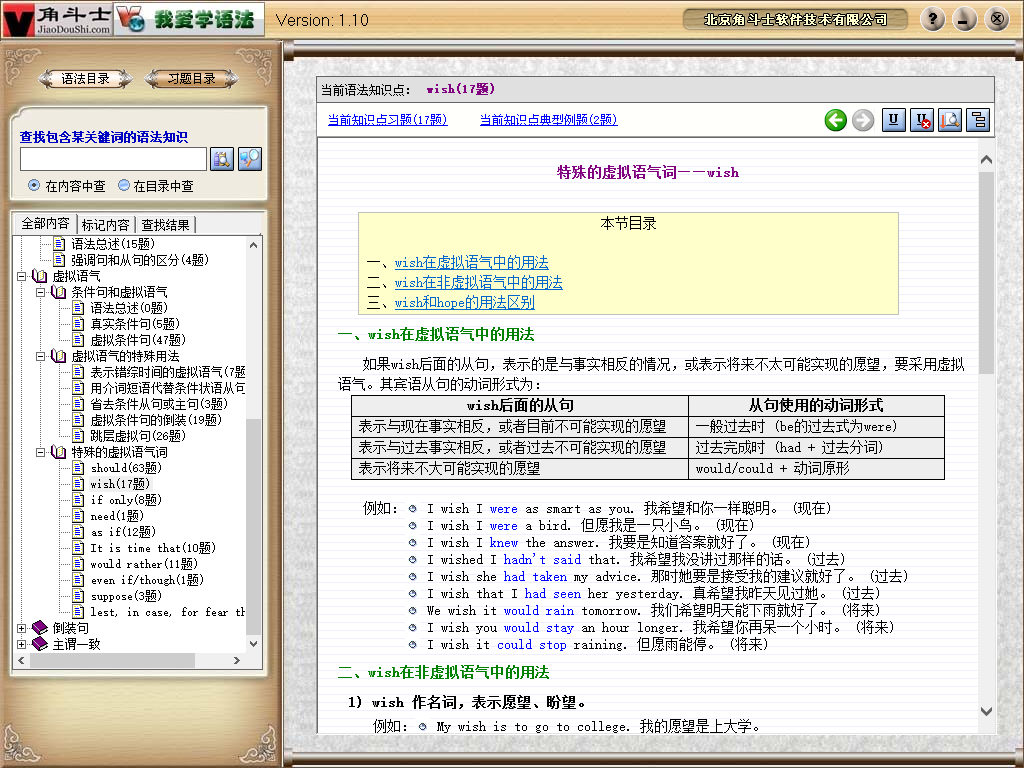 角斗士
JiaoDouShi.com
我爱学语法
Version: 1.10
北京角斗士软件技术有限公司
语法目录
习题目录
查找包含某关键词的语法知识
在内容中查
在目录中查
全部内容
标记内容
查找结果
语法总述(15题)
强调句和从句的区分(4题)
虚拟语气
条件句和虚拟语气
语法总述(0题)
真实条件句(5题)
虚拟条件句(47题)
虚拟语气的特殊用法
表示错综时间的虚拟语气(7题
用介词短语代替条件状语从句
省去条件从句或主句(3题)
虚拟条件句的倒装(19题)
跳层虚拟句(26题)
特殊的虚拟语气词
should(63题)
wish(17题)
if only(8题)
need(1题)
as if(12题)
It is time that(10题)
would rather(11题)
even if/though(1题)
suppose(3题)
lest, in case, for fear th
倒装句
主谓一致
当前语法知识点： wish(17题)
当前知识点习题(17题)
当前知识点典型例题(2题)
特殊的虚拟语气词——wish
本节目录
一、wish在虚拟语气中的用法
二、wish在非虚拟语气中的用法
三、wish和hope的用法区别
一、wish在虚拟语气中的用法
如果wish后面的从句，表示的是与事实相反的情况，或表示将来不太可能实现的愿望，要采用虚拟
语气。其宾语从句的动词形式为：
wish后面的从句 从句使用的动词形式
表示与现在事实相反，或者目前不可能实现的愿望 一般过去时（be的过去式为were）
表示与过去事实相反，或者过去不可能实现的愿望 过去完成时（had + 过去分词）
表示将来不大可能实现的愿望 would/could + 动词原形
例如： I wish I were as smart as you. 我希望和你一样聪明。（现在）
I wish I were a bird. 但愿我是一只小鸟。（现在）
I wish I knew the answer. 我要是知道答案就好了。（现在）
I wished I hadn't said that. 我希望我没讲过那样的话。（过去）
I wish she had taken my advice. 那时她要是接受我的建议就好了。（过去）
I wish that I had seen her yesterday. 真希望我昨天见过她。（过去）
We wish it would rain tomorrow. 我们希望明天能下雨就好了。（将来）
I wish you would stay an hour longer. 我希望你再呆一个小时。（将来）
I wish it could stop raining. 但愿雨能停。（将来）
二、wish在非虚拟语气中的用法
1) wish 作名词，表示愿望、盼望。
例如： My wish is to go to college. 我的愿望是上大学。